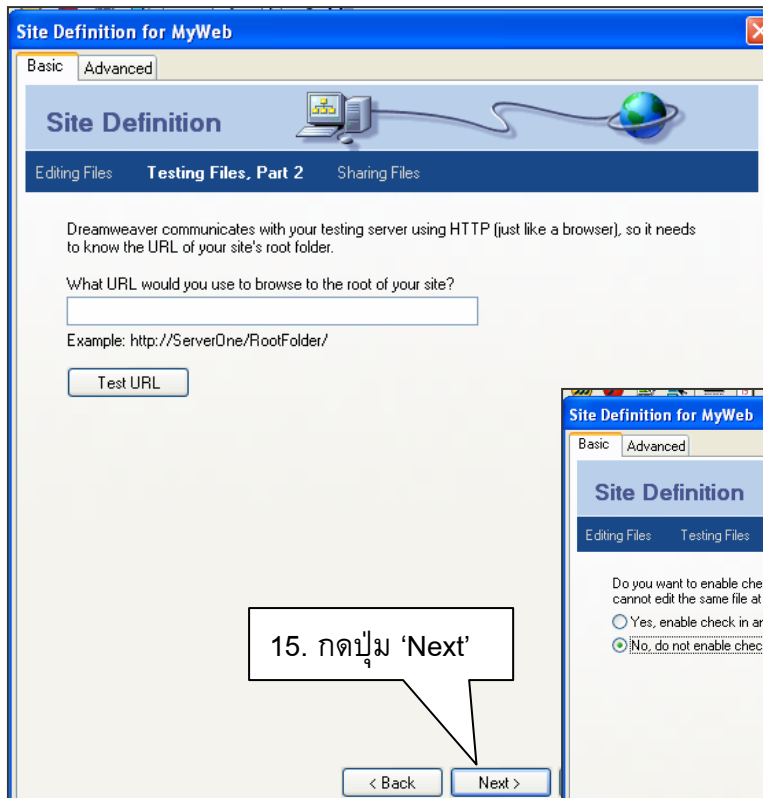 Site Definition for MyWeb
Basic Advanced
Site Definition
Editing Files Testing Files, Part 2 Sharing Files
Dreamweaver communicates with your testing server using HTTP (just like a browser), so it needs
to know the URL of your site's root folder.
What URL would you use to browse to the root of your site?
Example: http://ServerOne/RootFolder/
Test URL
15. กดปุ่ม ‘Next’
< Back Next >
Site Definition for MyWeb
Basic Advanced
Site Definition
Editing Files Testing Files
Do you want to enable che
cannot edit the same file at
Yes, enable check in an
No, do not enable chec